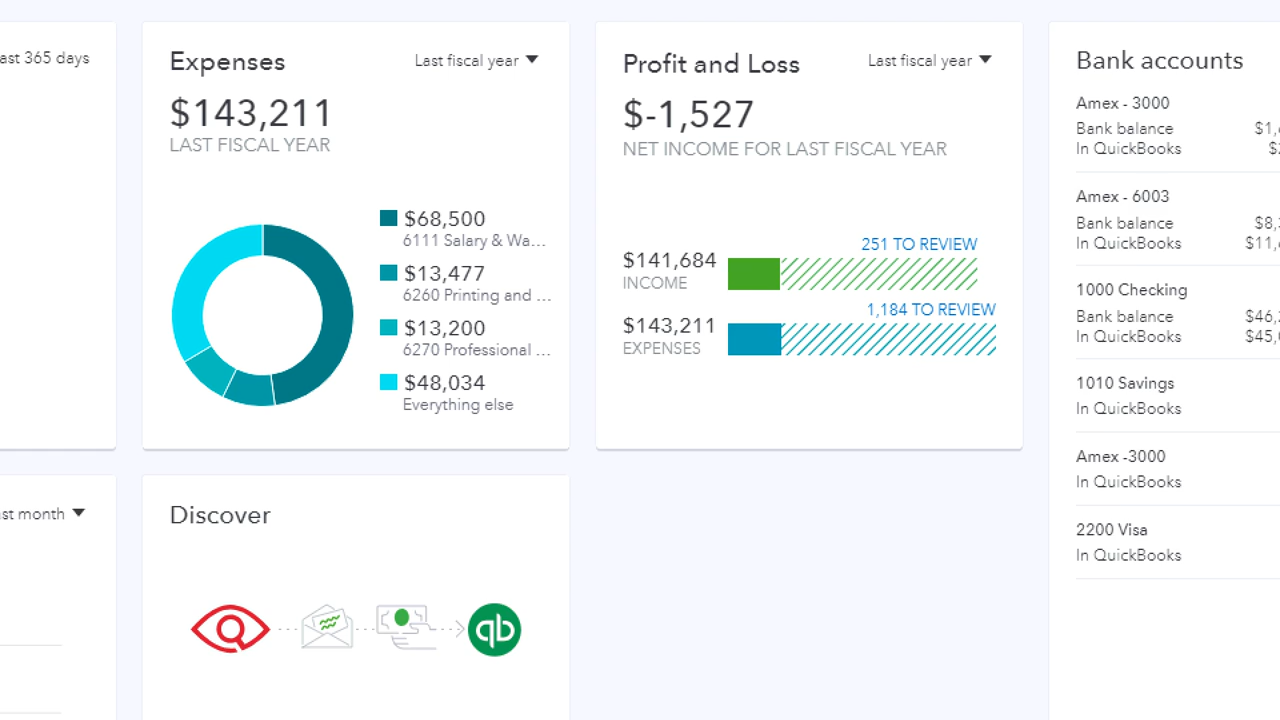 ast 365 days
Expenses
Last fiscal year
$143,211
LAST FISCAL YEAR
$68,500
6111 Salary & Wa...
$13,477
6260 Printing and ...
$13,200
6270 Professional ...
$48,034
Everything else
Profit and Loss
Last fiscal year
$-1,527
NET INCOME FOR LAST FISCAL YEAR
251 TO REVIEW
$141,684
INCOME
1,184 TO REVIEW
$143,211
EXPENSES
Bank accounts
Amex - 3000
Bank balance
In QuickBooks
Amex - 6003
Bank balance
In QuickBooks
1000 Checking
Bank balance
In QuickBooks
1010 Savings
In QuickBooks
Amex -3000
In QuickBooks
2200 Visa
In QuickBooks
st month
Discover
qb